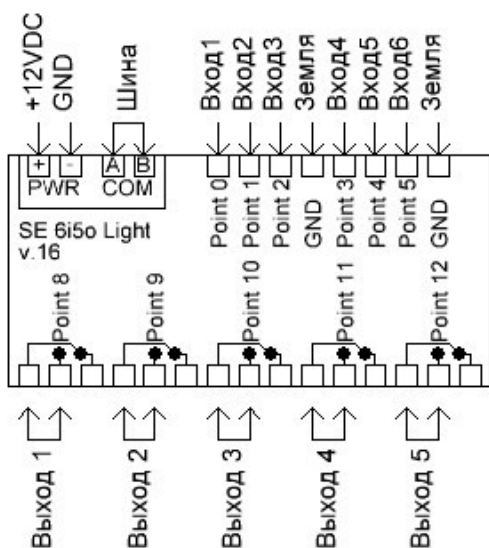 +12VDC
GND
Шина
Вход1
Вход2
Вход3
Земля
Вход4
Вход5
Вход6
Земля
+ - A B
PWR COM
Point 0
Point 1
Point 2
GND
Point 3
Point 4
Point 5
GND
SE 6i5o Light
v.16
Point 8
Point 9
Point 10
Point 11
Point 12
Выход 1
Выход 2
Выход 3
Выход 4
Выход 5